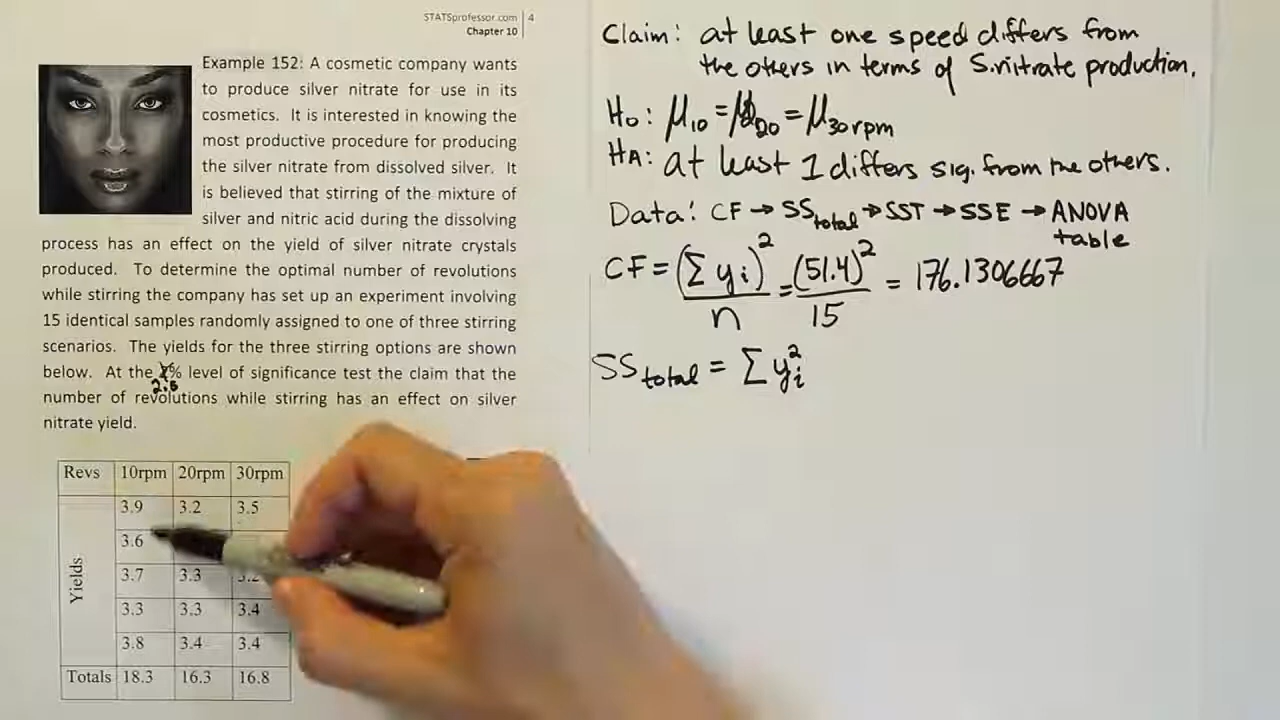 STATSprofessor.com 4
Chapter 10
Example 152: A cosmetic company wants
to produce silver nitrate for use in its
cosmetics. It is interested in knowing the
most productive procedure for producing
the silver nitrate from dissolved silver. It
is believed that stirring of the mixture of
silver and nitric acid during the dissolving
process has an effect on the yield of silver nitrate crystals
produced. To determine the optimal number of revolutions
while stirring the company has set up an experiment involving
15 identical samples randomly assigned to one of three stirring
scenarios. The yields for the three stirring options are shown
below. At the % level of significance test the claim that the
2.5
number of revolutions while stirring has an effect on silver
nitrate yield.
Revs 10rpm 20rpm 30rpm
Yields
3.9 3.2 3.5
3.6
3.7 3.3 3.2
3.3 3.3 3.4
3.8 3.4 3.4
Totals 18.3 16.3 16.8
Claim: at least one speed differs from
the others in terms of S.nitrate production.
H0: μ10 = μ20 = μ30rpm
HA: at least 1 differs sig. from the others.
Data: CF → SS total → SST → SSE → ANOVA
table
CF = (Σ yi)² / n = (51.4)² / 15 = 176.1306667
SS total = Σ yi²